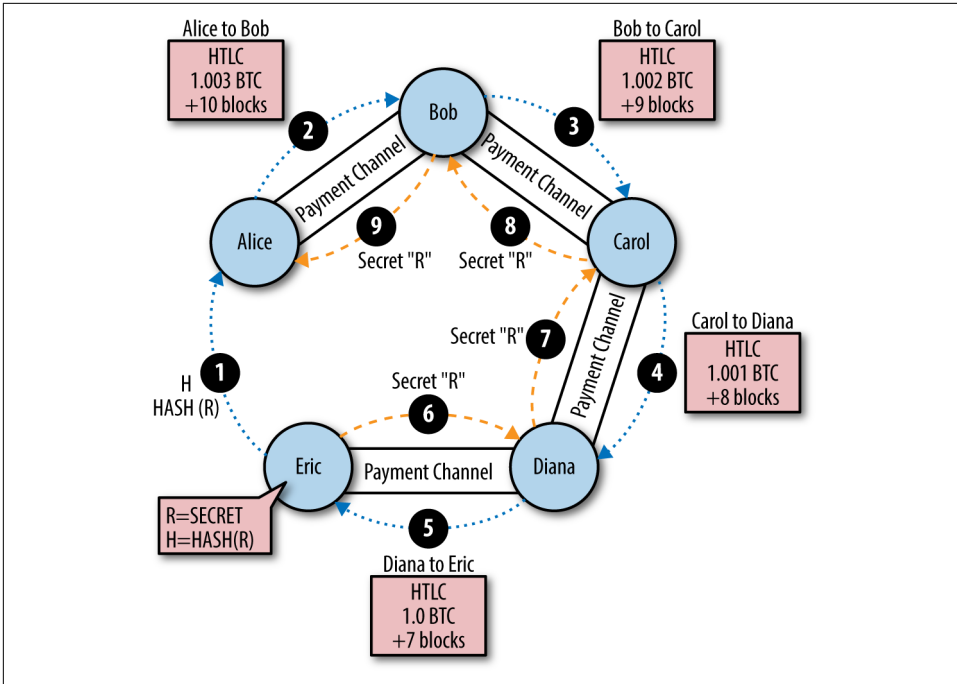 Alice to Bob
HTLC
1.003 BTC
+10 blocks
Bob to Carol
HTLC
1.002 BTC
+9 blocks
2
Bob
3
Payment Channel
Payment Channel
Alice
9
Secret "R"
8
Secret "R"
Carol
1
H
HASH (R)
Secret "R"
7
Payment Channel
4
Carol to Diana
HTLC
1.001 BTC
+8 blocks
Secret "R"
6
Eric
Payment Channel
Diana
R=SECRET
H=HASH(R)
5
Diana to Eric
HTLC
1.0 BTC
+7 blocks